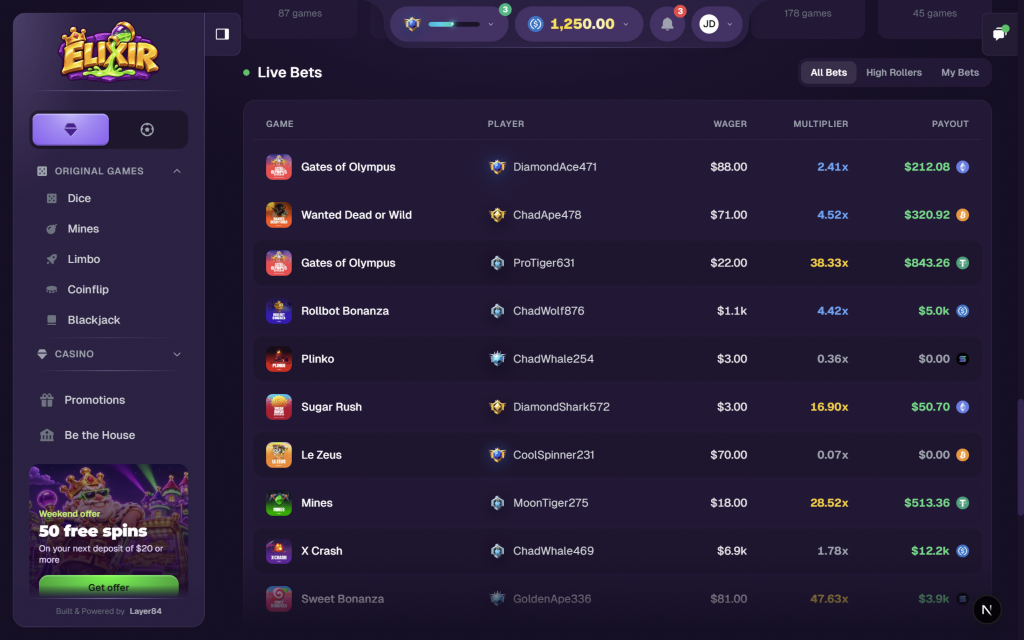 87 games
178 games
45 games
3
1,250.00
3
JD
ELIXIR
Live Bets
All Bets
High Rollers
My Bets
GAME PLAYER WAGER MULTIPLIER PAYOUT
Gates of Olympus DiamondAce471 $88.00 2.41x $212.08
Wanted Dead or Wild ChadApe478 $71.00 4.52x $320.92
Gates of Olympus ProTiger631 $22.00 38.33x $843.26
Rollbot Bonanza ChadWolf876 $1.1k 4.42x $5.0k
Plinko ChadWhale254 $3.00 0.36x $0.00
Sugar Rush DiamondShark572 $3.00 16.90x $50.70
Le Zeus CoolSpinner231 $70.00 0.07x $0.00
Mines MoonTiger275 $18.00 28.52x $513.36
X Crash ChadWhale469 $6.9k 1.78x $12.2k
Sweet Bonanza GoldenApe336 $81.00 47.63x $3.9k
ORIGINAL GAMES
Dice
Mines
Limbo
Coinflip
Blackjack
CASINO
Promotions
Be the House
Weekend offer
50 free spins
On your next deposit of $20 or
more
Get offer
Built & Powered by Layer84
N